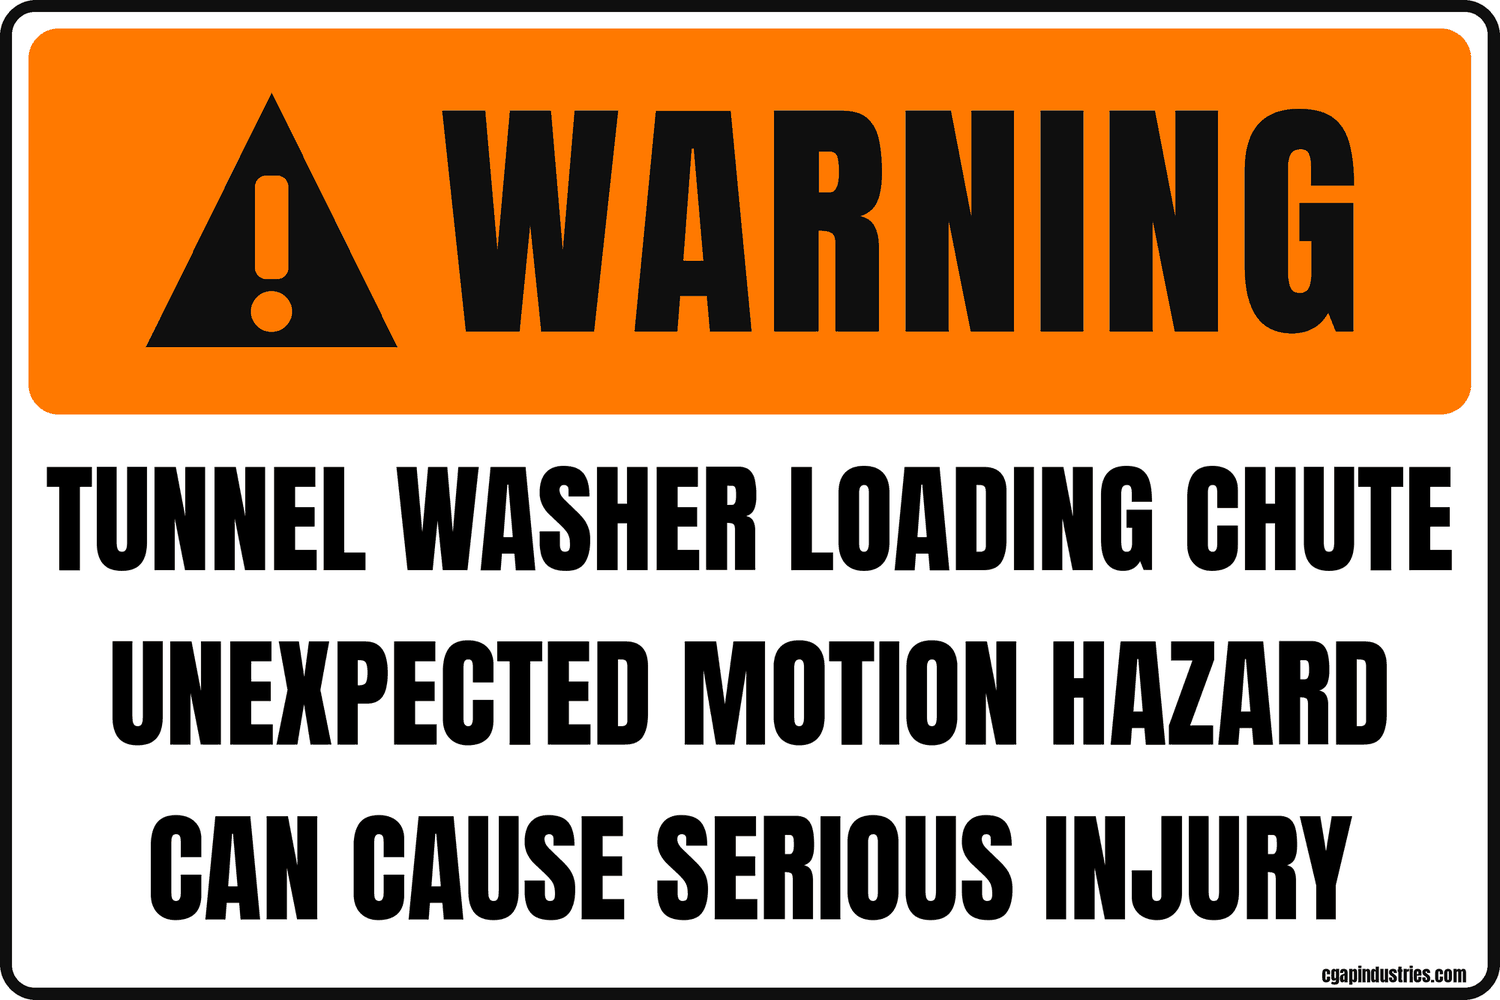 WARNING
TUNNEL WASHER LOADING CHUTE
UNEXPECTED MOTION HAZARD
CAN CAUSE SERIOUS INJURY
cgapindustries.com